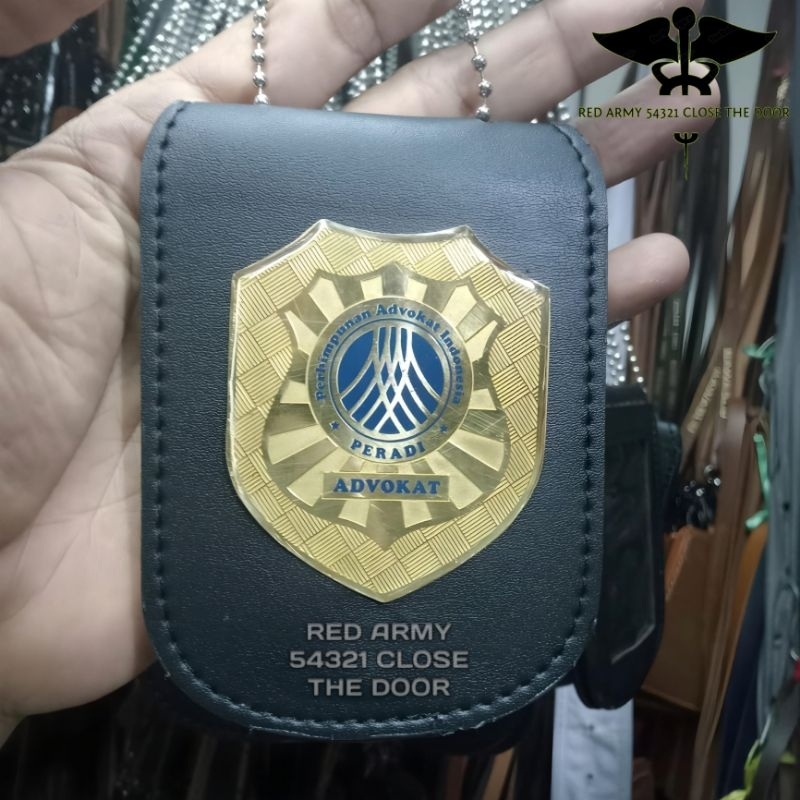 RED ARMY 54321 CLOSE THE DOOR
Perhimpunan Advokat Indonesia
PERADI
ADVOKAT
RED ARMY
54321 CLOSE
THE DOOR